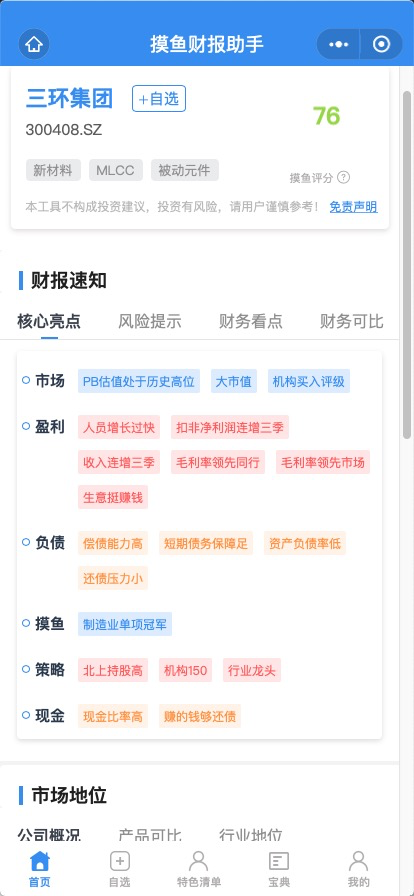 摸鱼财报助手
三环集团 +自选
76
300408.SZ
新材料 MLCC 被动元件
摸鱼评分 ?
本工具不构成投资建议，投资有风险，请用户谨慎参考！ 免责声明
财报速知
核心亮点 风险提示 财务看点 财务可比
市场 PB估值处于历史高位 大市值 机构买入评级
盈利 人员增长过快 扣非净利润连增三季
收入连增三季 毛利率领先同行 毛利率领先市场
生意挺赚钱
负债 偿债能力高 短期债务保障足 资产负债率低
还债压力小
摸鱼 制造业单项冠军
策略 北上持股高 机构150 行业龙头
现金 现金比率高 赚的钱够还债
市场地位
公司概况 产品可比 行业地位
首页 自选 特色清单 宝典 我的